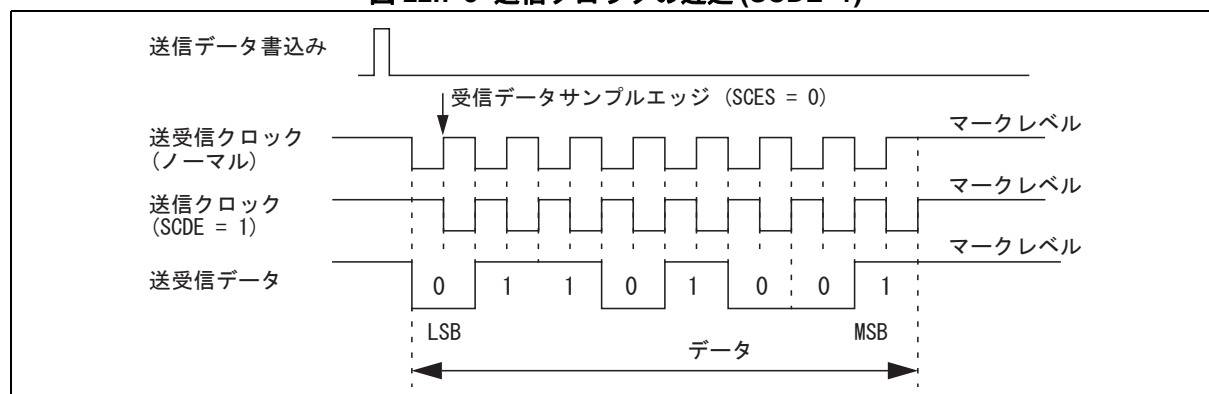 送信データ書込み
受信データサンプルエッジ (SCES = 0)
送受信クロック
(ノーマル)
マークレベル
送信クロック
(SCDE = 1)
マークレベル
送受信データ
マークレベル
0 1 1 0 1 0 0 1
LSB
MSB
データ